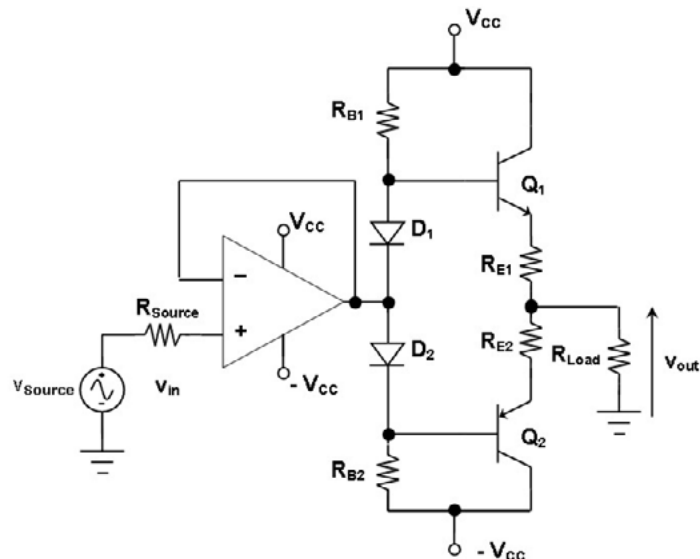 VCC
RB1
Q1
VCC
D1
RE1
RSource
−
+
D2
RE2
RLoad
vout
VSource
vin
- VCC
Q2
RB2
- VCC